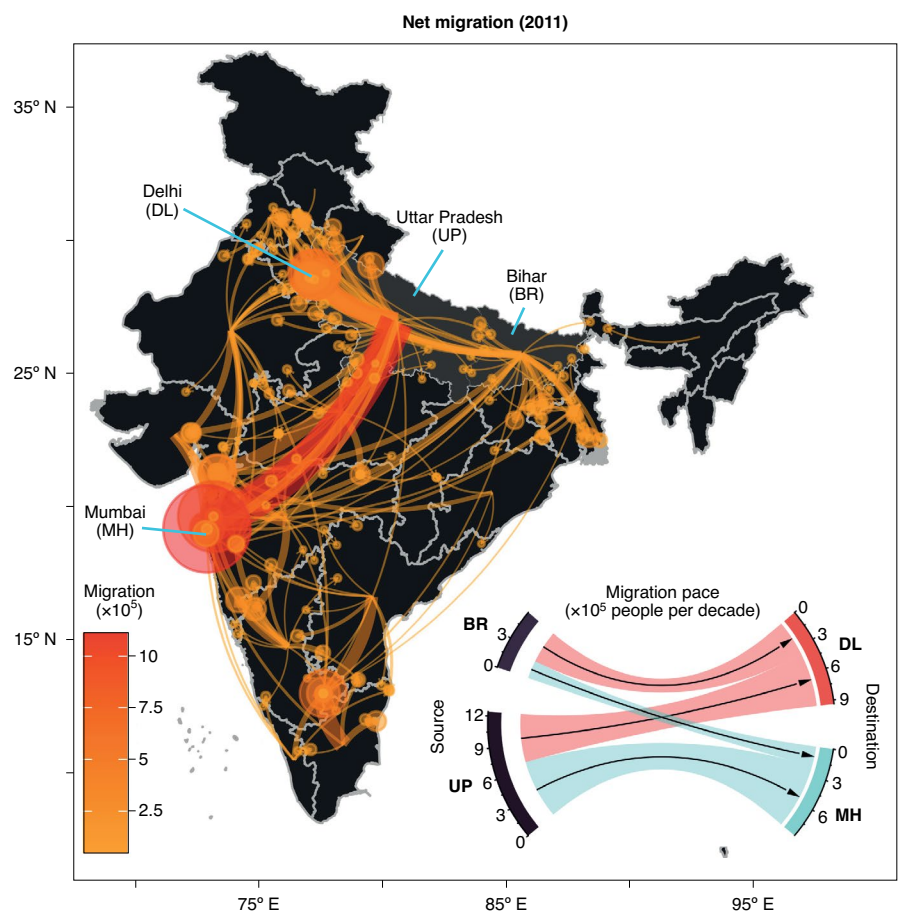 Net migration (2011)
35° N
25° N
15° N
75° E
85° E
95° E
Delhi
(DL)
Uttar Pradesh
(UP)
Bihar
(BR)
Mumbai
(MH)
Migration
(×10⁵)
10
7.5
5
2.5
Migration pace
(×10⁵ people per decade)
BR
3
0
Source
12
9
6
3
0
UP
0
3
6
9
DL
Destination
0
3
6
MH